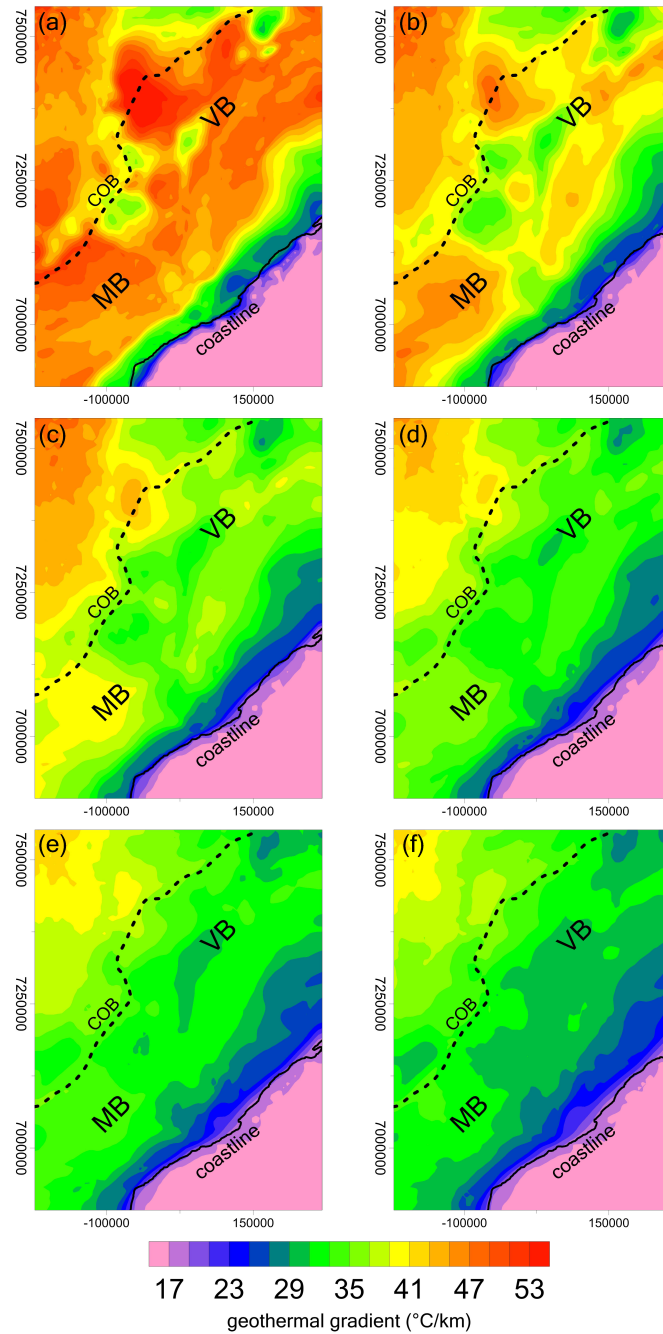 (a)
VB
COB
MB
coastline
7500000
7250000
7000000
-100000
150000
(b)
VB
COB
MB
coastline
7500000
7250000
7000000
-100000
150000
(c)
VB
COB
MB
coastline
7500000
7250000
7000000
-100000
150000
(d)
VB
COB
MB
coastline
7500000
7250000
7000000
-100000
150000
(e)
VB
COB
MB
coastline
7500000
7250000
7000000
-100000
150000
(f)
VB
COB
MB
coastline
7500000
7250000
7000000
-100000
150000
17 23 29 35 41 47 53
geothermal gradient (°C/km)